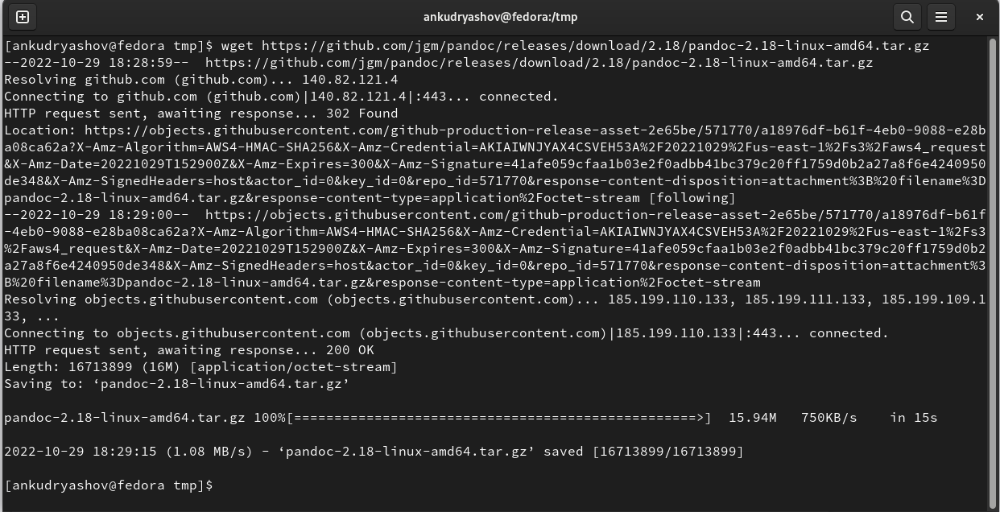 ankudryashov@fedora:/tmp
[ankudryashov@fedora tmp]$ wget https://github.com/jgm/pandoc/releases/download/2.18/pandoc-2.18-linux-amd64.tar.gz
--2022-10-29 18:28:59--  https://github.com/jgm/pandoc/releases/download/2.18/pandoc-2.18-linux-amd64.tar.gz
Resolving github.com (github.com)... 140.82.121.4
Connecting to github.com (github.com)|140.82.121.4|:443... connected.
HTTP request sent, awaiting response... 302 Found
Location: https://objects.githubusercontent.com/github-production-release-asset-2e65be/571770/a18976df-b61f-4eb0-9088-e28b
a08ca62a?X-Amz-Algorithm=AWS4-HMAC-SHA256&X-Amz-Credential=AKIAIWNJYAX4CSVEH53A%2F20221029%2Fus-east-1%2Fs3%2Faws4_request
&X-Amz-Date=20221029T152900Z&X-Amz-Expires=300&X-Amz-Signature=41afe059cfaa1b03e2f0adbb41bc379c20ff1759d0b2a27a8f6e4240950
de348&X-Amz-SignedHeaders=host&actor_id=0&key_id=0&repo_id=571770&response-content-disposition=attachment%3B%20filename%3D
pandoc-2.18-linux-amd64.tar.gz&response-content-type=application%2Foctet-stream [following]
--2022-10-29 18:29:00--  https://objects.githubusercontent.com/github-production-release-asset-2e65be/571770/a18976df-b61f
-4eb0-9088-e28ba08ca62a?X-Amz-Algorithm=AWS4-HMAC-SHA256&X-Amz-Credential=AKIAIWNJYAX4CSVEH53A%2F20221029%2Fus-east-1%2Fs3
%2Faws4_request&X-Amz-Date=20221029T152900Z&X-Amz-Expires=300&X-Amz-Signature=41afe059cfaa1b03e2f0adbb41bc379c20ff1759d0b2
a27a8f6e4240950de348&X-Amz-SignedHeaders=host&actor_id=0&key_id=0&repo_id=571770&response-content-disposition=attachment%3
B%20filename%3Dpandoc-2.18-linux-amd64.tar.gz&response-content-type=application%2Foctet-stream
Resolving objects.githubusercontent.com (objects.githubusercontent.com)... 185.199.110.133, 185.199.111.133, 185.199.109.1
33, ...
Connecting to objects.githubusercontent.com (objects.githubusercontent.com)|185.199.110.133|:443... connected.
HTTP request sent, awaiting response... 200 OK
Length: 16713899 (16M) [application/octet-stream]
Saving to: ‘pandoc-2.18-linux-amd64.tar.gz’
pandoc-2.18-linux-amd64.tar.gz 100%[==================================================>]  15.94M   750KB/s    in 15s
2022-10-29 18:29:15 (1.08 MB/s) - ‘pandoc-2.18-linux-amd64.tar.gz’ saved [16713899/16713899]
[ankudryashov@fedora tmp]$